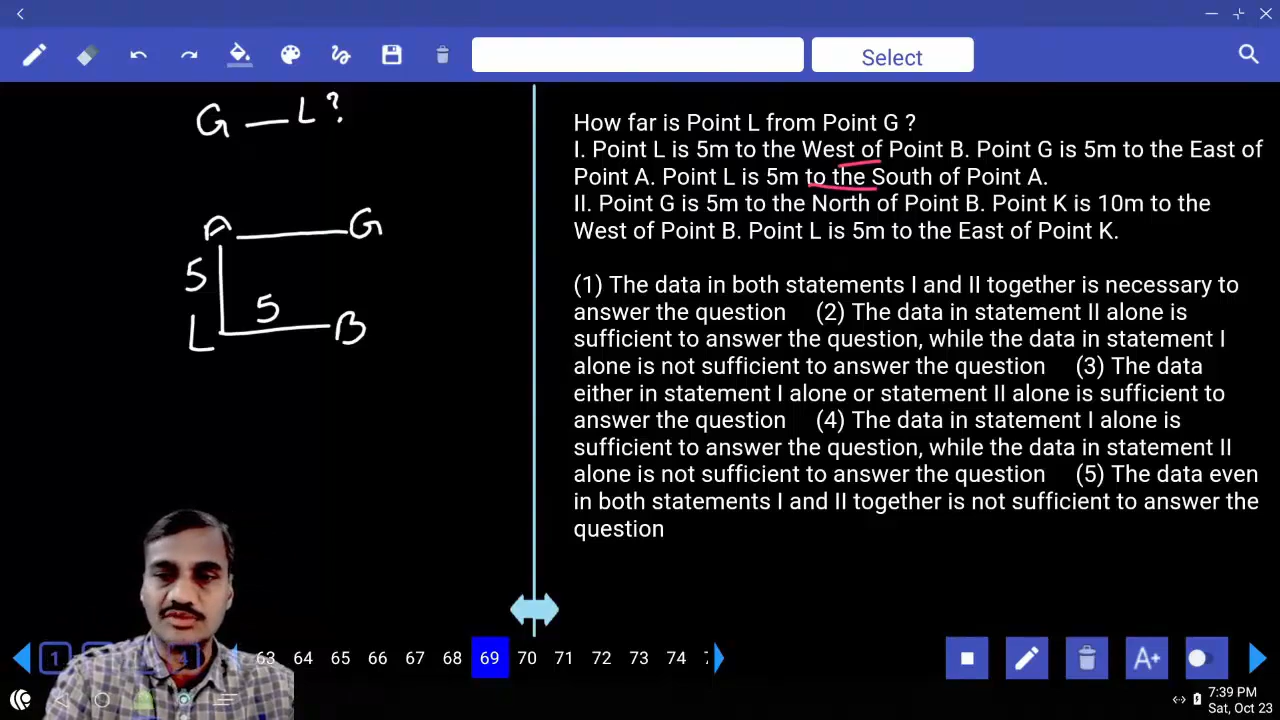 Select
G — L ?
How far is Point L from Point G ?
I. Point L is 5m to the West of Point B. Point G is 5m to the East of
Point A. Point L is 5m to the South of Point A.
II. Point G is 5m to the North of Point B. Point K is 10m to the
West of Point B. Point L is 5m to the East of Point K.
A G
5
5
L B
(1) The data in both statements I and II together is necessary to
answer the question (2) The data in statement II alone is
sufficient to answer the question, while the data in statement I
alone is not sufficient to answer the question (3) The data
either in statement I alone or statement II alone is sufficient to
answer the question (4) The data in statement I alone is
sufficient to answer the question, while the data in statement II
alone is not sufficient to answer the question (5) The data even
in both statements I and II together is not sufficient to answer the
question
1 4 63 64 65 66 67 68 69 70 71 72 73 74
A+
7:39 PM
Sat, Oct 23